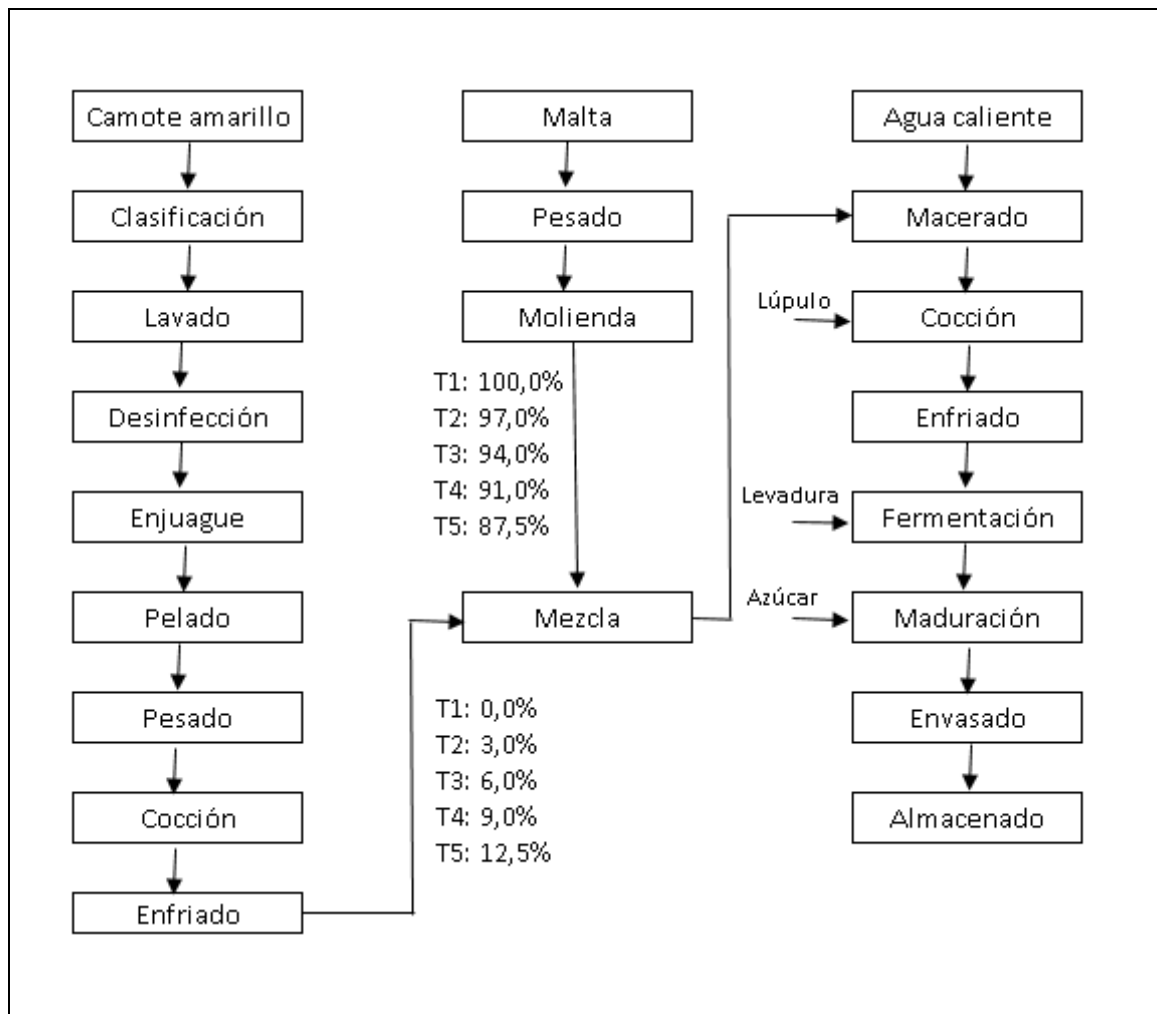 Camote amarillo
Clasificación
Lavado
Desinfección
Enjuague
Pelado
Pesado
Cocción
Enfriado
Malta
Pesado
Molienda
T1: 100,0%
T2: 97,0%
T3: 94,0%
T4: 91,0%
T5: 87,5%
Mezcla
T1: 0,0%
T2: 3,0%
T3: 6,0%
T4: 9,0%
T5: 12,5%
Agua caliente
Macerado
Lúpulo
Cocción
Enfriado
Levadura
Fermentación
Azúcar
Maduración
Envasado
Almacenado